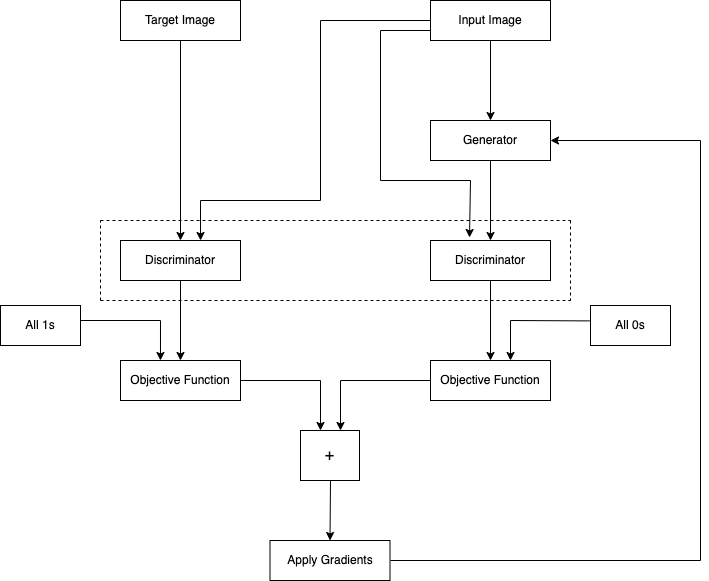 Target Image
Input Image
Generator
Discriminator
Discriminator
All 1s
All 0s
Objective Function
Objective Function
+
Apply Gradients